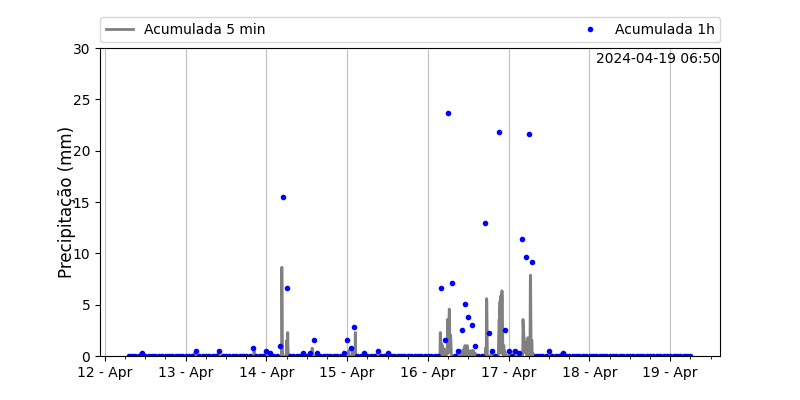 Acumulada 5 min
Acumulada 1h
2024-04-19 06:50
Precipitação (mm)
30
25
20
15
10
5
0
12 - Apr
13 - Apr
14 - Apr
15 - Apr
16 - Apr
17 - Apr
18 - Apr
19 - Apr